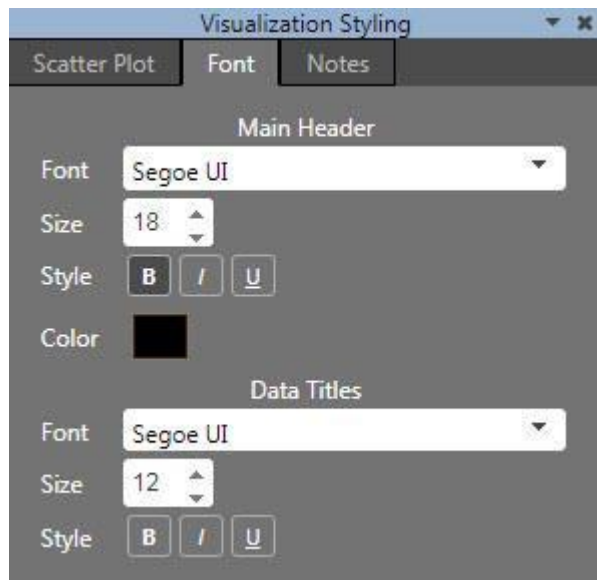 Visualization Styling
Scatter Plot Font Notes
Main Header
Font Segoe UI
Size 18
Style B I U
Color
Data Titles
Font Segoe UI
Size 12
Style B I U